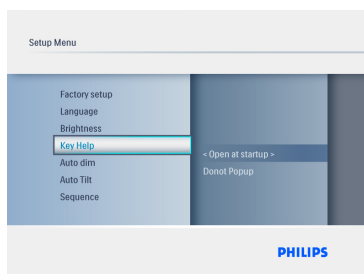 Setup Menu
Factory setup
Language
Brightness
Key Help
Auto dim
Auto Tilt
Sequence
< Open at startup >
Donot Popup
PHILIPS